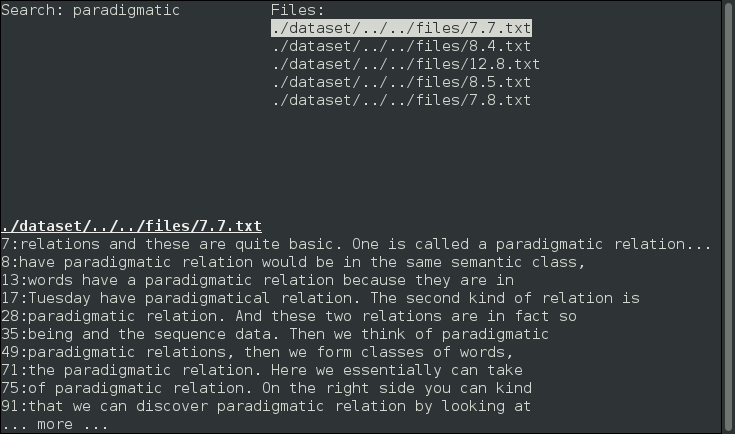 Search: paradigmatic Files:
./dataset/../../files/7.7.txt
./dataset/../../files/8.4.txt
./dataset/../../files/12.8.txt
./dataset/../../files/8.5.txt
./dataset/../../files/7.8.txt
./dataset/../../files/7.7.txt
7:relations and these are quite basic. One is called a paradigmatic relation...
8:have paradigmatic relation would be in the same semantic class,
13:words have a paradigmatic relation because they are in
17:Tuesday have paradigmatical relation. The second kind of relation is
28:paradigmatic relation. And these two relations are in fact so
35:being and the sequence data. Then we think of paradigmatic
49:paradigmatic relations, then we form classes of words,
71:the paradigmatic relation. Here we essentially can take
75:of paradigmatic relation. On the right side you can kind
91:that we can discover paradigmatic relation by looking at
... more ...